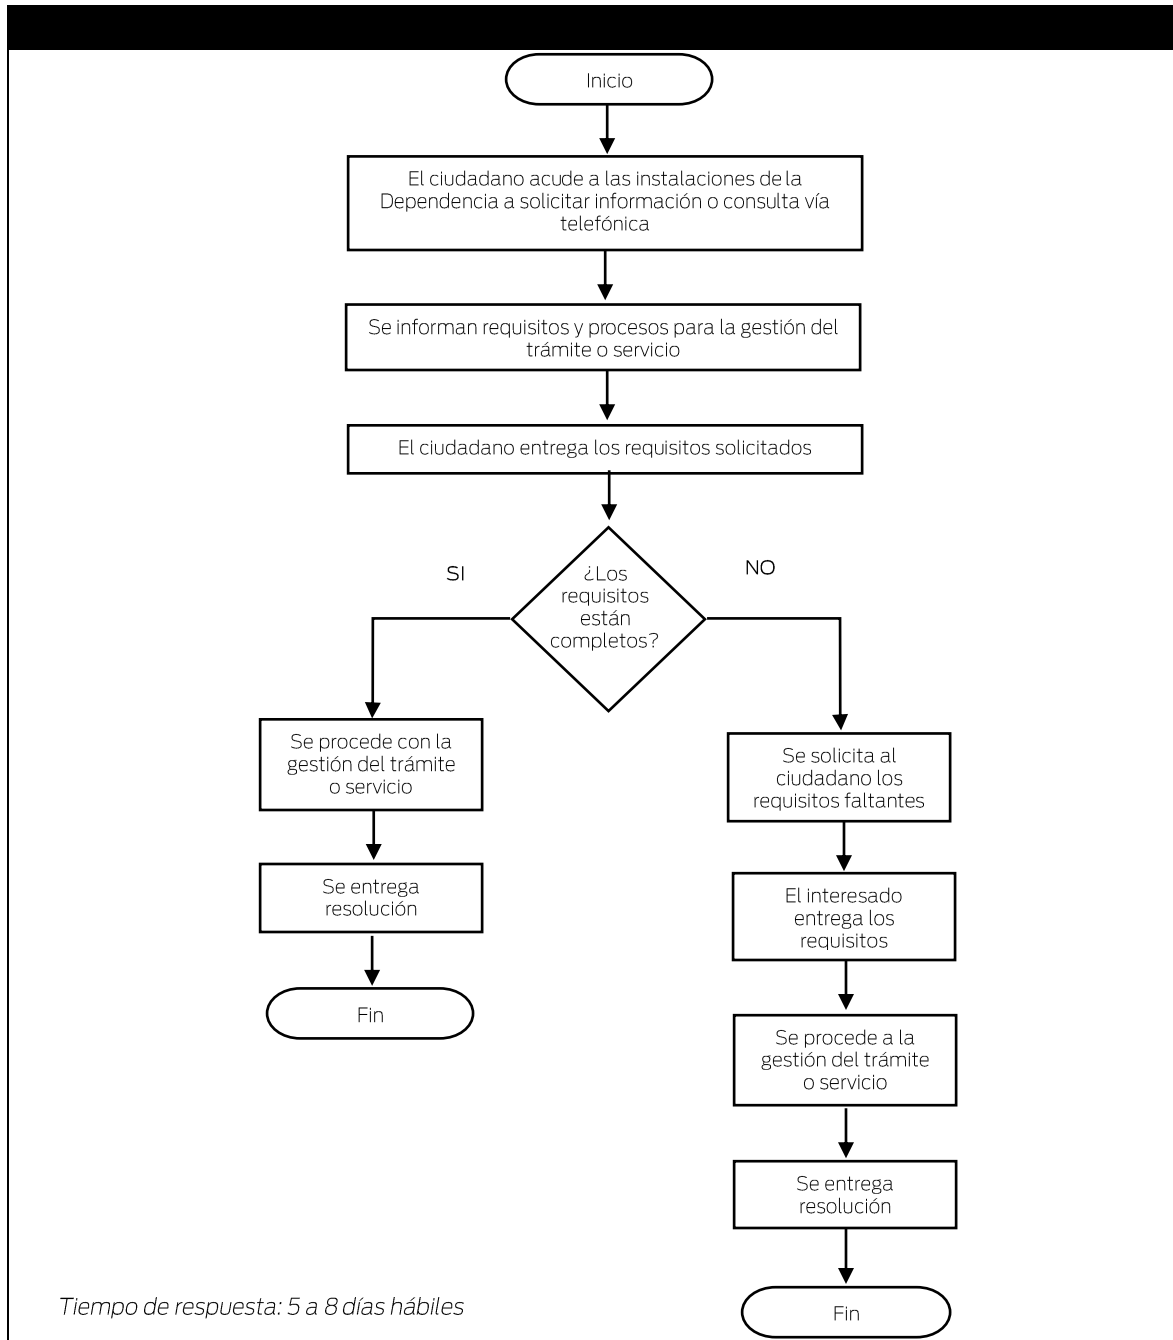 Inicio
El ciudadano acude a las instalaciones de la
Dependencia a solicitar información o consulta vía
telefónica
Se informan requisitos y procesos para la gestión del
trámite o servicio
El ciudadano entrega los requisitos solicitados
SI
¿Los
requisitos
están
completos?
NO
Se procede con la
gestión del trámite
o servicio
Se entrega
resolución
Fin
Se solicita al
ciudadano los
requisitos faltantes
El interesado
entrega los
requisitos
Se procede a la
gestión del trámite
o servicio
Se entrega
resolución
Fin
Tiempo de respuesta: 5 a 8 días hábiles